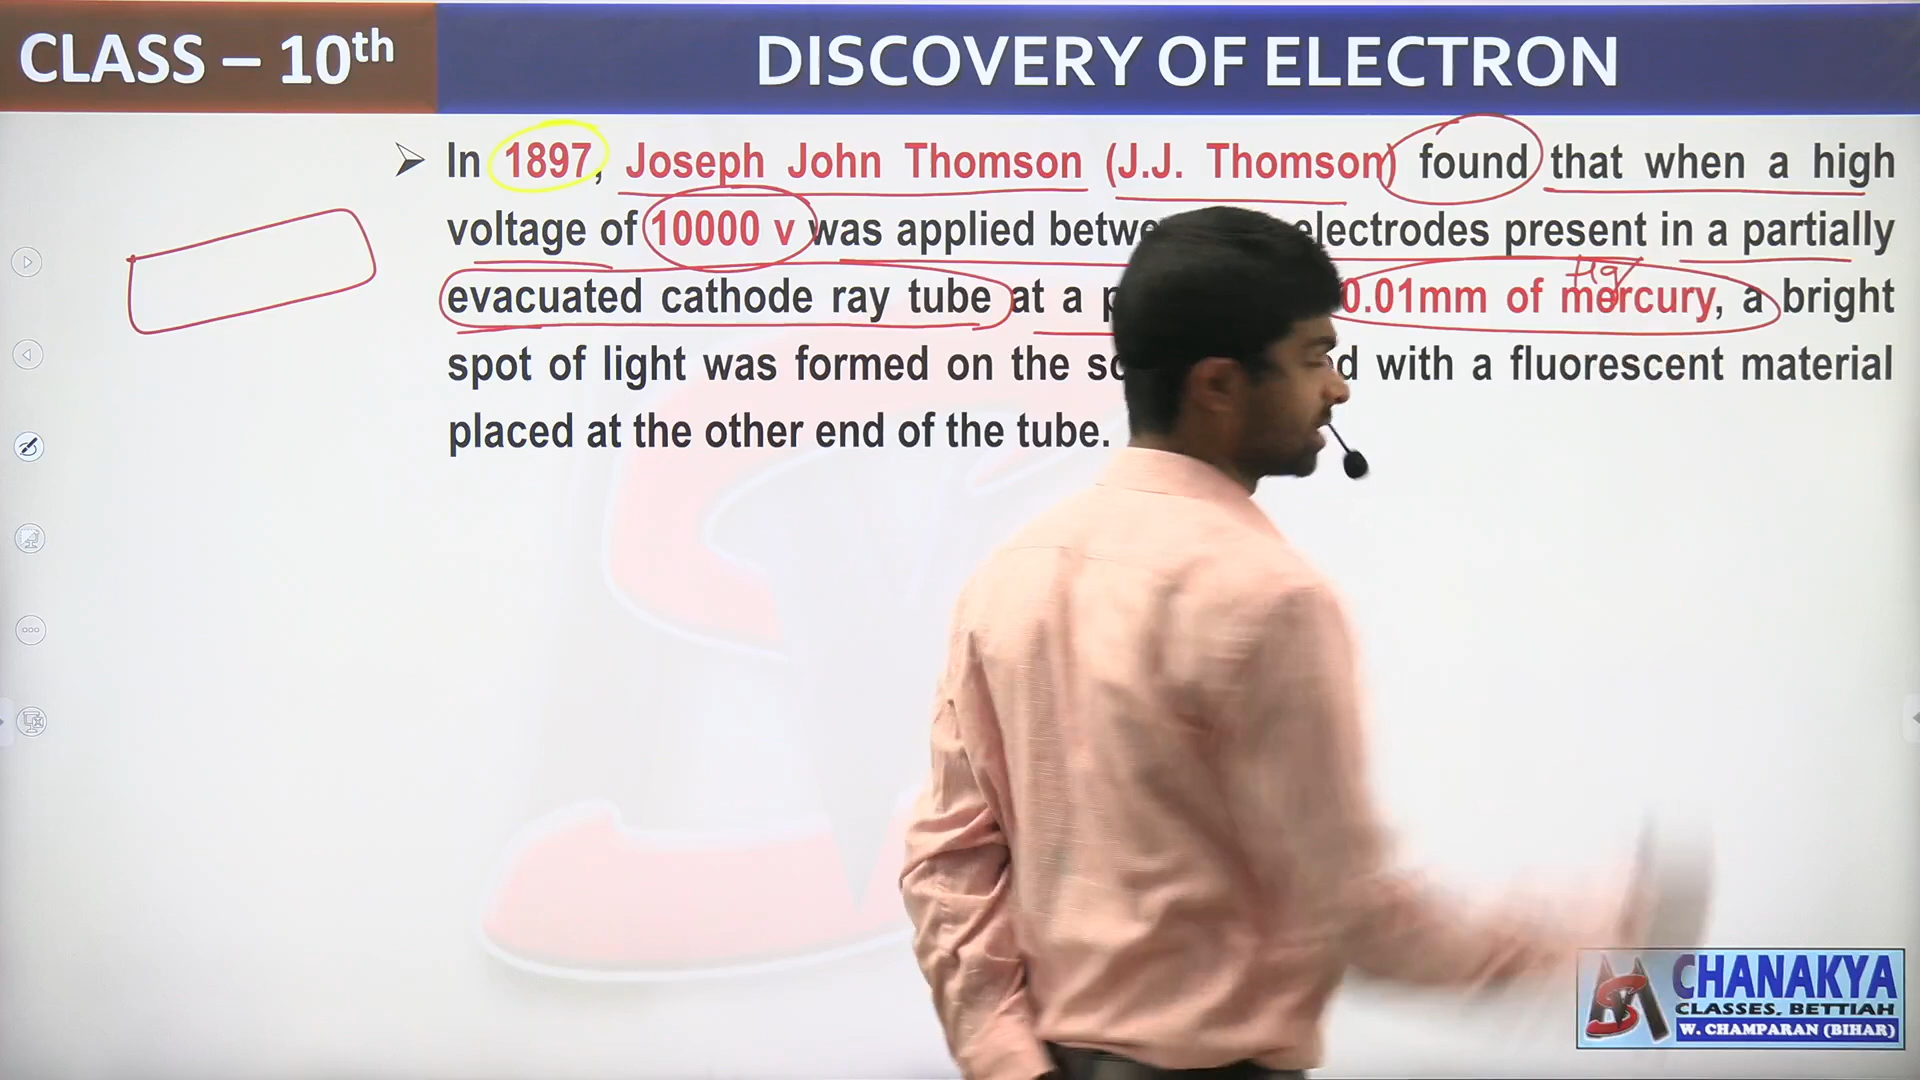 CLASS – 10th
DISCOVERY OF ELECTRON
➢ In 1897, Joseph John Thomson (J.J. Thomson) found that when a high
voltage of 10000 v was applied electrodes present in a partially
Hg
evacuated cathode ray tube at a 0.01mm of mercury, a bright
spot of light was formed on the with a fluorescent material
placed at the other end of the tube.
CHANAKYA
CLASSES, BETTIAH
W. CHAMPARAN (BIHAR)